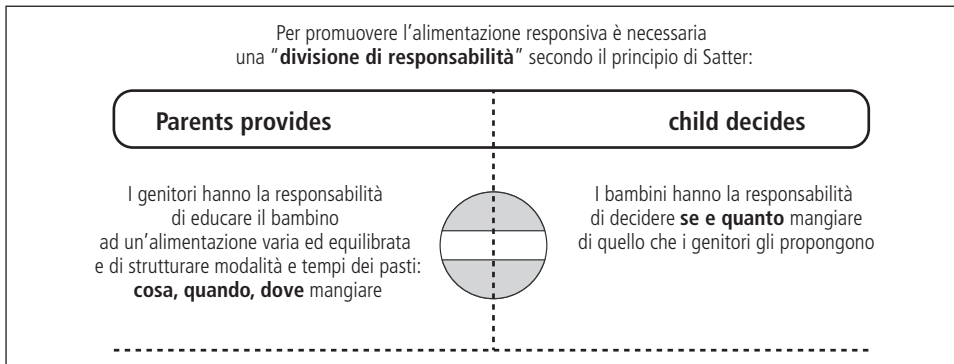 Per promuovere l'alimentazione responsiva è necessaria
una “divisione di responsabilità” secondo il principio di Satter:
Parents provides
child decides
I genitori hanno la responsabilità
di educare il bambino
ad un'alimentazione varia ed equilibrata
e di strutturare modalità e tempi dei pasti:
cosa, quando, dove mangiare
I bambini hanno la responsabilità
di decidere se e quanto mangiare
di quello che i genitori gli propongono